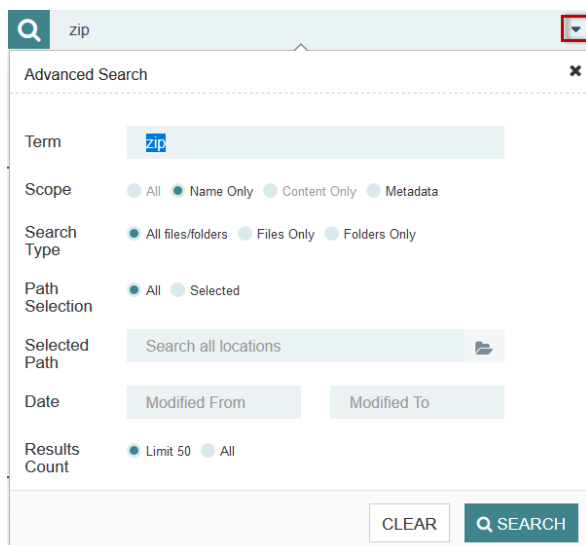 zip
Advanced Search
Term
zip
Scope
All Name Only Content Only Metadata
Search
Type
All files/folders Files Only Folders Only
Path
Selection
All Selected
Selected
Path
Search all locations
Date
Modified From Modified To
Results
Count
Limit 50 All
CLEAR SEARCH